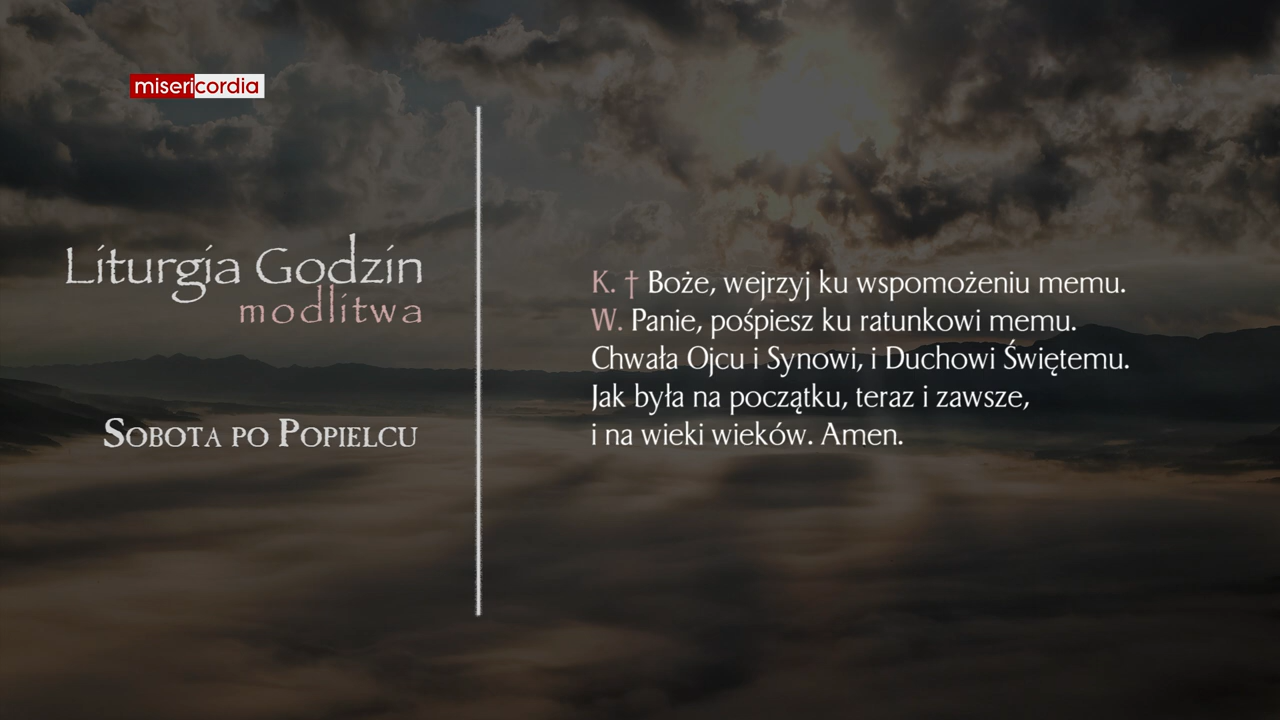 misericordia
Liturgia Godzin
modlitwa
Sobota po Popielcu
K. † Boże, wejrzyj ku wspomożeniu memu.
W. Panie, pośpiesz ku ratunkowi memu.
Chwała Ojcu i Synowi, i Duchowi Świętemu.
Jak była na początku, teraz i zawsze,
i na wieki wieków. Amen.